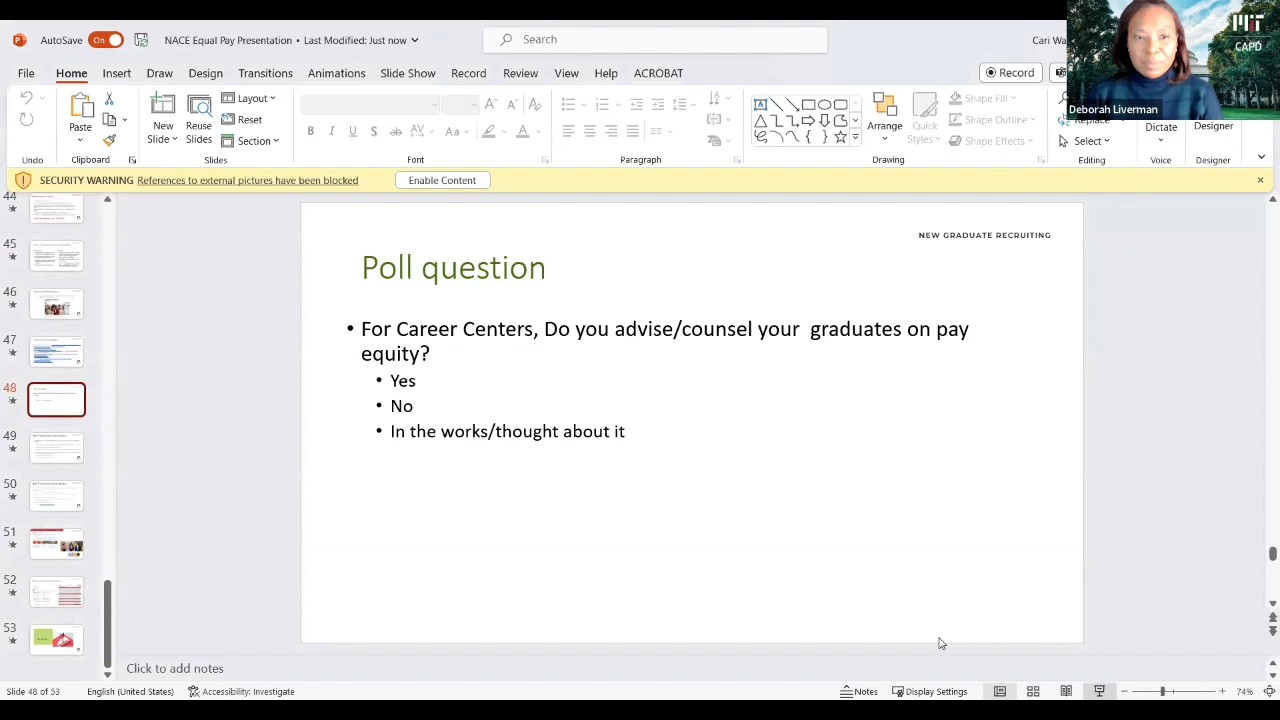 AutoSave On NACE Equal Pay Presentation • Last Modified: Just now Search Cari Wa
MIT
CAPD
Deborah Liverman
File Home Insert Draw Design Transitions Animations Slide Show Record Review View Help ACROBAT Record
Paste
New Slide
Reuse Slides
Layout
Reset
Section
B I U S ab AV Aa A
Arrange
Quick Styles
Shape Fill
Shape Outline
Shape Effects
Replace
Select
Dictate
Designer
Undo Clipboard Slides Font Paragraph Drawing Editing Voice Designer
SECURITY WARNING References to external pictures have been blocked Enable Content
44
45
46
47
48
49
50
51
52
53
NEW GRADUATE RECRUITING
Poll question
• For Career Centers, Do you advise/counsel your graduates on pay
equity?
• Yes
• No
• In the works/thought about it
Click to add notes
Slide 48 of 53 English (United States) Accessibility: Investigate Notes Display Settings 74%